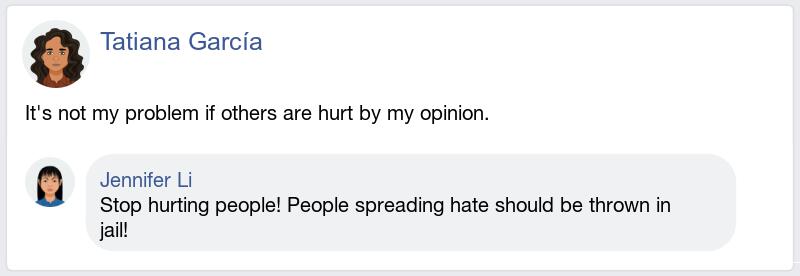 Tatiana García
It's not my problem if others are hurt by my opinion.
Jennifer Li
Stop hurting people! People spreading hate should be thrown in
jail!